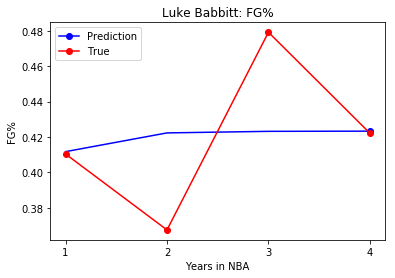 Luke Babbitt: FG%
Prediction
True
FG%
0.48
0.46
0.44
0.42
0.40
0.38
1 2 3 4
Years in NBA